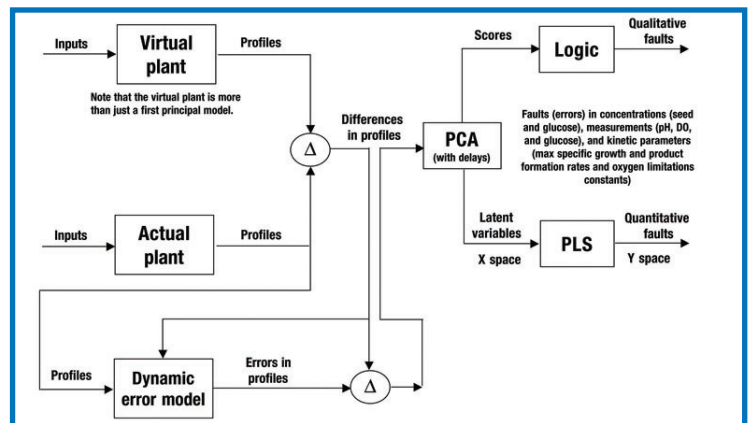 Inputs
Virtual
plant
Profiles
Note that the virtual plant is more
than just a first principal model.
Δ
Differences
in profiles
Scores
Logic
Qualitative
faults
PCA
(with delays)
Faults (errors) in concentrations (seed
and glucose), measurements (pH, DO,
and glucose), and kinetic parameters
(max specific growth and product
formation rates and oxygen limitations
constants)
Inputs
Actual
plant
Profiles
Latent
variables
X space
PLS
Quantitative
faults
Y space
Profiles
Dynamic
error model
Errors in
profiles
Δ